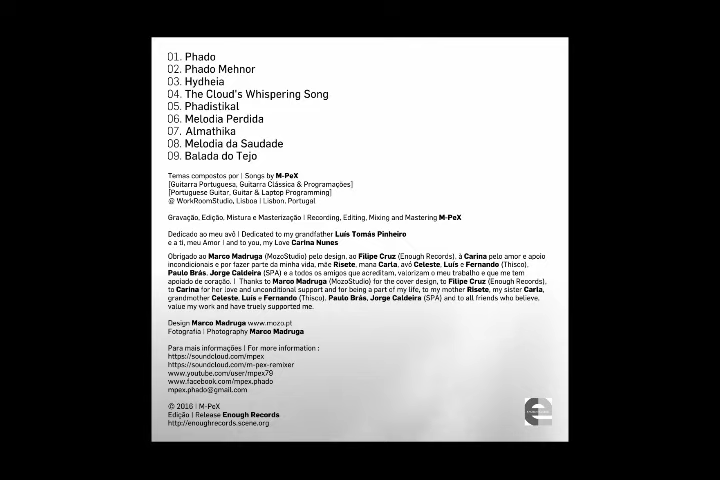 01. Phado
02. Phado Mehnor
03. Hydheia
04. The Cloud's Whispering Song
05. Phadistikal
06. Melodia Perdida
07. Almathika
08. Melodia da Saudade
09. Balada do Tejo
Temas compostos por | Songs by M-PeX
[Guitarra Portuguesa, Guitarra Clássica & Programações]
[Portuguese Guitar, Guitar & Laptop Programming]
@ WorkRoomStudio, Lisboa | Lisbon, Portugal
Gravação, Edição, Mistura e Masterização | Recording, Editing, Mixing and Mastering M-PeX
Dedicado ao meu avô | Dedicated to my grandfather Luís Tomás Pinheiro
e a ti, meu Amor | and to you, my Love Carina Nunes
Obrigado ao Marco Madruga (MozoStudio) pelo design, ao Filipe Cruz (Enough Records), à Carina pelo amor e apoio
incondicionais e por fazer parte da minha vida, mãe Risete, mana Carla, avó Celeste, Luís e Fernando (Thisco),
Paulo Brás, Jorge Caldeira (SPA) e a todos os amigos que acreditam, valorizam o meu trabalho e que me tem
apoiado de coração. | Thanks to Marco Madruga (MozoStudio) for the cover design, to Filipe Cruz (Enough Records),
to Carina for her love and unconditional support and for being a part of my life, to my mother Risete, my sister Carla,
grandmother Celeste, Luís e Fernando (Thisco), Paulo Brás, Jorge Caldeira (SPA) and to all friends who believe,
value my work and have truely supported me.
Design Marco Madruga www.mozo.pt
Fotografia | Photography Marco Madruga
Para mais informações | For more information :
https://soundcloud.com/mpex
https://soundcloud.com/m-pex-remixer
www.youtube.com/user/mpex79
www.facebook.com/mpex.phado
mpex.phado@gmail.com
© 2016 | M-PeX
Edição | Release Enough Records
http://enoughrecords.scene.org